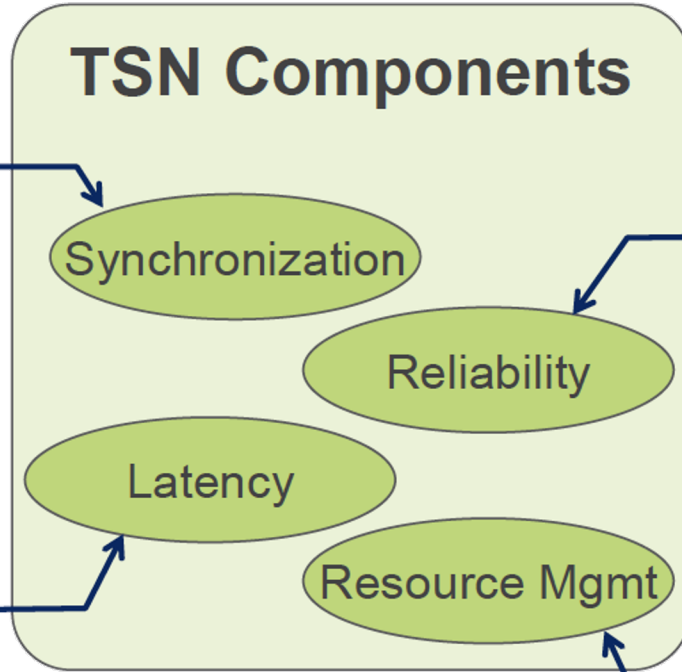 TSN Components
Synchronization
Reliability
Latency
Resource Mgmt